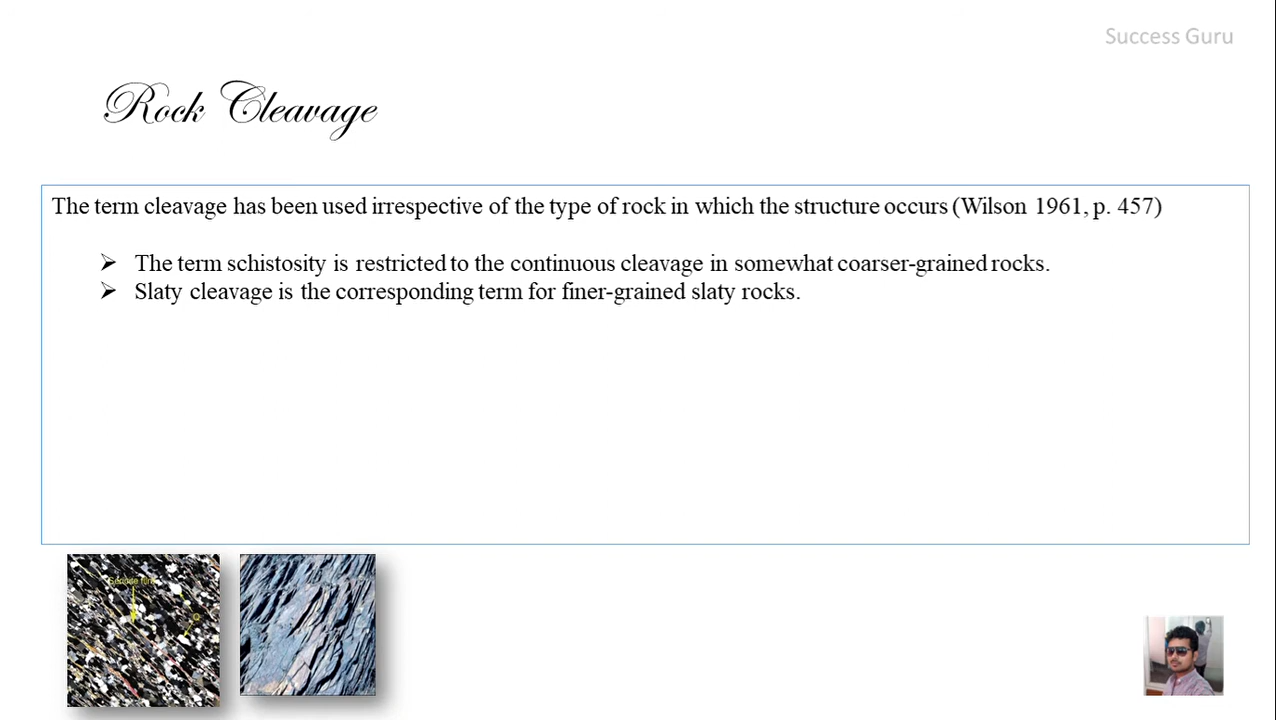 Success Guru
Rock Cleavage
The term cleavage has been used irrespective of the type of rock in which the structure occurs (Wilson 1961, p. 457)
➢ The term schistosity is restricted to the continuous cleavage in somewhat coarser-grained rocks.
➢ Slaty cleavage is the corresponding term for finer-grained slaty rocks.